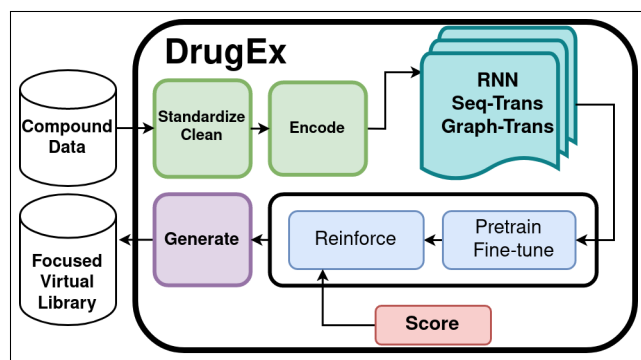 DrugEx
Compound
Data
Standardize
Clean
Encode
RNN
Seq-Trans
Graph-Trans
Focused
Virtual
Library
Generate
Reinforce
Pretrain
Fine-tune
Score